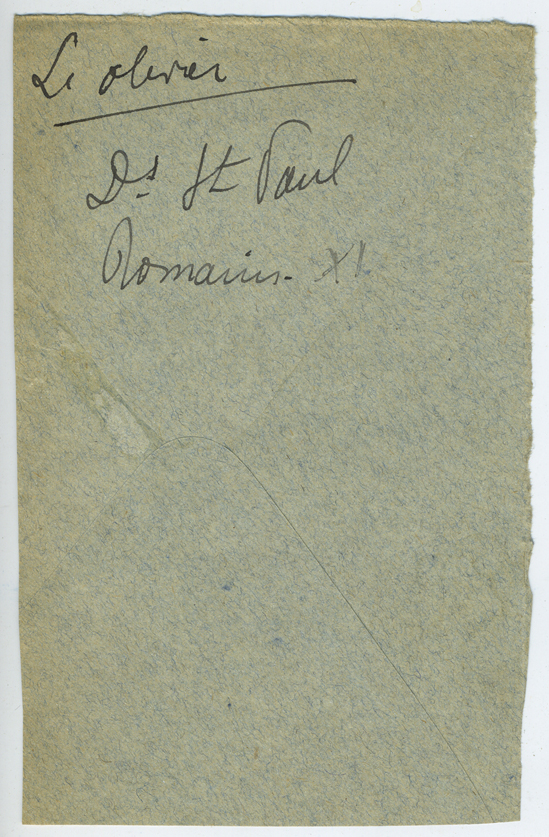 Le olivier
Ds St Paul
Romains. XI